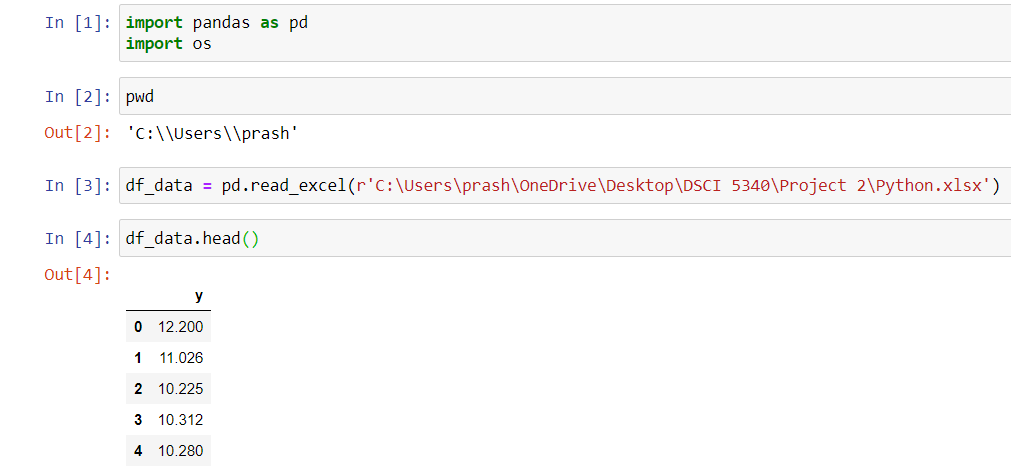 In [1]: import pandas as pd
import os
In [2]: pwd
Out[2]: 'C:\\Users\\prash'
In [3]: df_data = pd.read_excel(r'C:\Users\prash\OneDrive\Desktop\DSCI 5340\Project 2\Python.xlsx')
In [4]: df_data.head()
Out[4]:
y
0 12.200
1 11.026
2 10.225
3 10.312
4 10.280